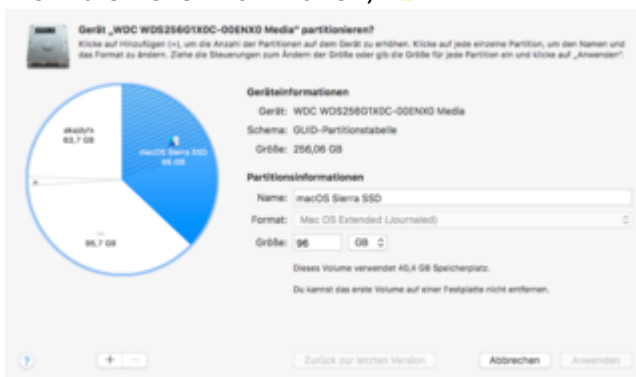 Gerät „WDC WDS256G1X0C-00ENX0 Media“ partitionieren?
Klicke auf Hinzufügen (+), um die Anzahl der Partitionen auf dem Gerät zu erhöhen. Klicke auf jede einzelne Partition, um den Namen und
das Format zu ändern. Ziehe die Steuerungen zum Ändern der Größe oder gib die Größe für jede Partition ein und klicke auf „Anwenden“.
Geräteinformationen
Gerät: WDC WDS256G1X0C-00ENX0 Media
Schema: GUID-Partitionstabelle
Größe: 256,06 GB
63,7 GB
macOS Sierra SSD
96 GB
95,7 GB
Partitionsinformationen
Name: macOS Sierra SSD
Format: Mac OS Extended (Journaled)
Größe: 96 GB
Dieses Volume verwendet 40,4 GB Speicherplatz.
Du kannst das erste Volume auf einer Festplatte nicht entfernen.
? + −
Zurück zur letzten Version
Abbrechen
Anwenden